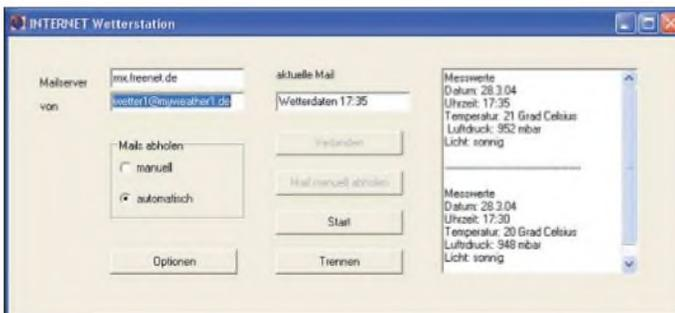 INTERNET Wetterstation
Mailserver
mx.freenet.de
von
wetter1@myweather1.de
Mails abholen
manuell
automatisch
Optionen
aktuelle Mail
Wetterdaten 17:35
Verbinden
Mail manuell abholen
Start
Trennen
Messwerte
Datum: 28.3.04
Uhrzeit: 17:35
Temperatur: 21 Grad Celsius
Luftdruck: 952 mbar
Licht: sonnig
----------------------------------------
Messwerte
Datum: 28.3.04
Uhrzeit: 17:30
Temperatur: 20 Grad Celsius
Luftdruck: 948 mbar
Licht: sonnig